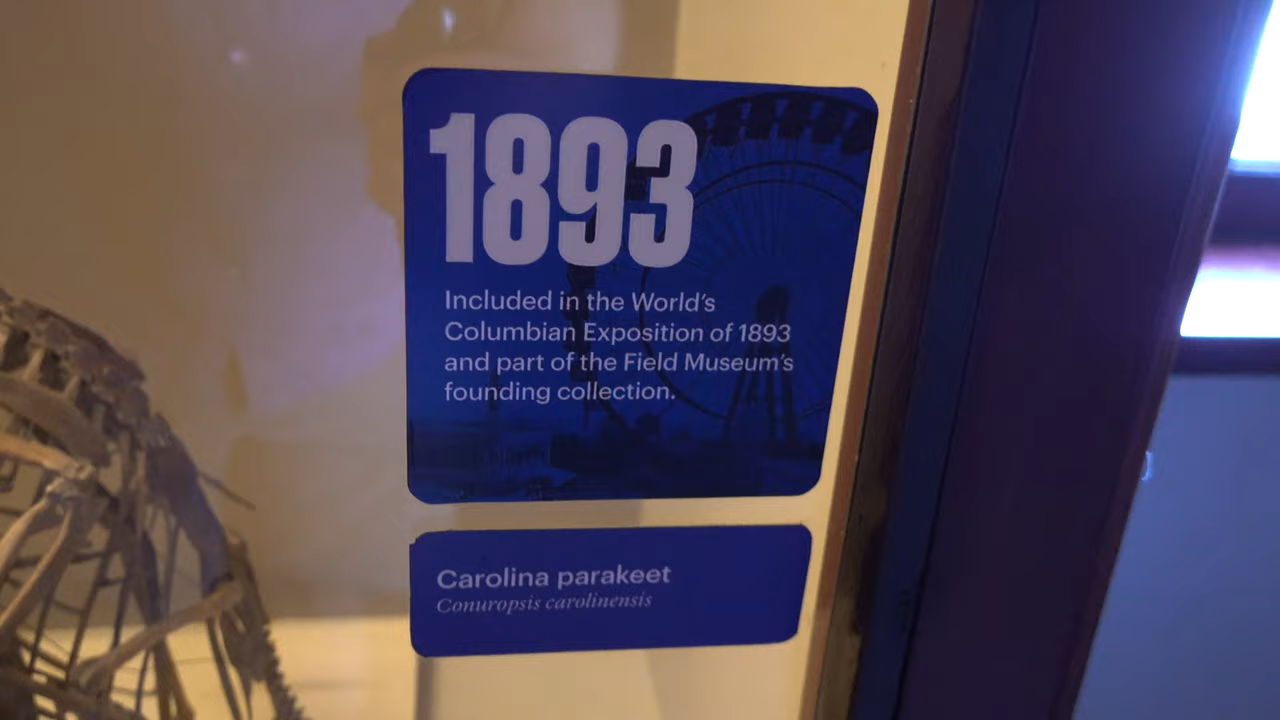 1893
Included in the World's
Columbian Exposition of 1893
and part of the Field Museum's
founding collection.
Carolina parakeet
Conuropsis carolinensis